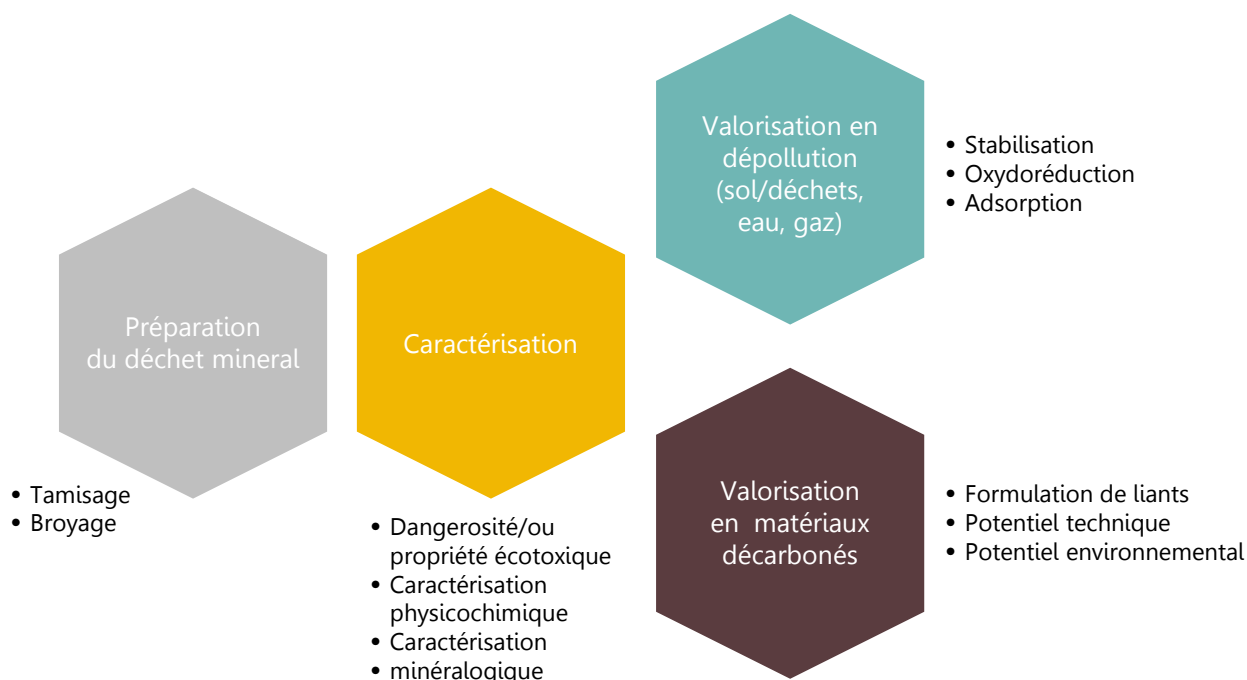 Préparation
du déchet mineral
• Tamisage
• Broyage
Caractérisation
• Dangerosité/ou
propriété écotoxique
• Caractérisation
physicochimique
• Caractérisation
• minéralogique
Valorisation en
dépollution
(sol/déchets,
eau, gaz)
• Stabilisation
• Oxydoréduction
• Adsorption
Valorisation
en matériaux
décarbonés
• Formulation de liants
• Potentiel technique
• Potentiel environnemental